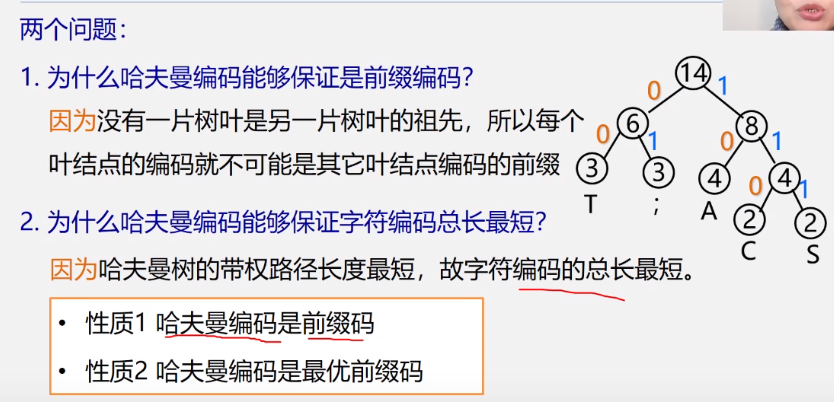 两个问题：
1. 为什么哈夫曼编码能够保证是前缀编码？
因为没有一片树叶是另一片树叶的祖先，所以每个
叶结点的编码就不可能是其它叶结点编码的前缀
2. 为什么哈夫曼编码能够保证字符编码总长最短？
因为哈夫曼树的带权路径长度最短，故字符编码的总长最短。
• 性质1 哈夫曼编码是前缀码
• 性质2 哈夫曼编码是最优前缀码
14
0 1
6 8
0 1 0 1
3 3 4 4
T ; A 0 1
2 2
C S